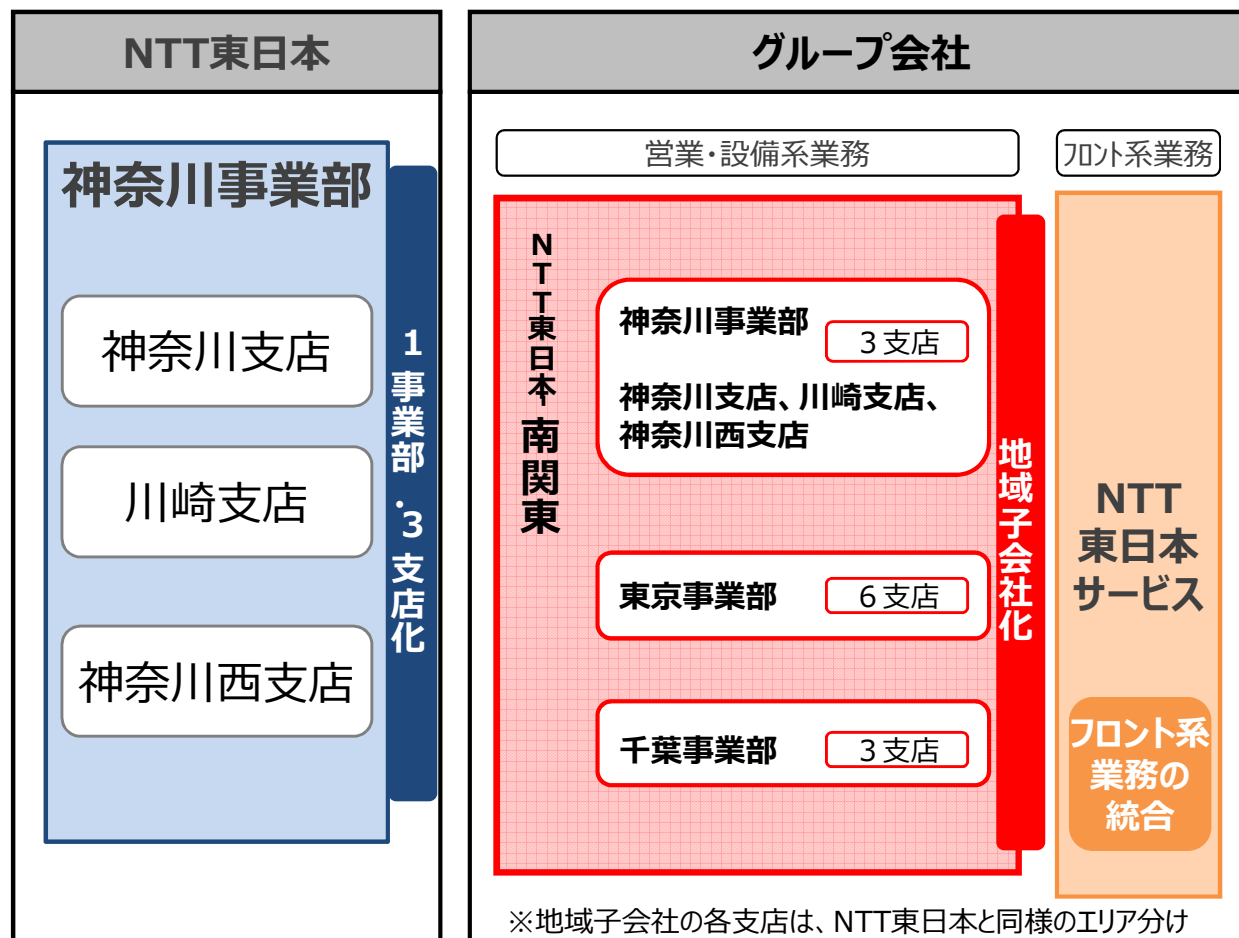 NTT東日本
神奈川事業部
神奈川支店
川崎支店
神奈川西支店
1事業部・3支店化
グループ会社
営業・設備系業務
フロント系業務
NTT東日本-南関東
神奈川事業部
3支店
神奈川支店、川崎支店、
神奈川西支店
東京事業部
6支店
千葉事業部
3支店
地域子会社化
NTT
東日本
サービス
フロント系
業務の
統合
※地域子会社の各支店は、NTT東日本と同様のエリア分け